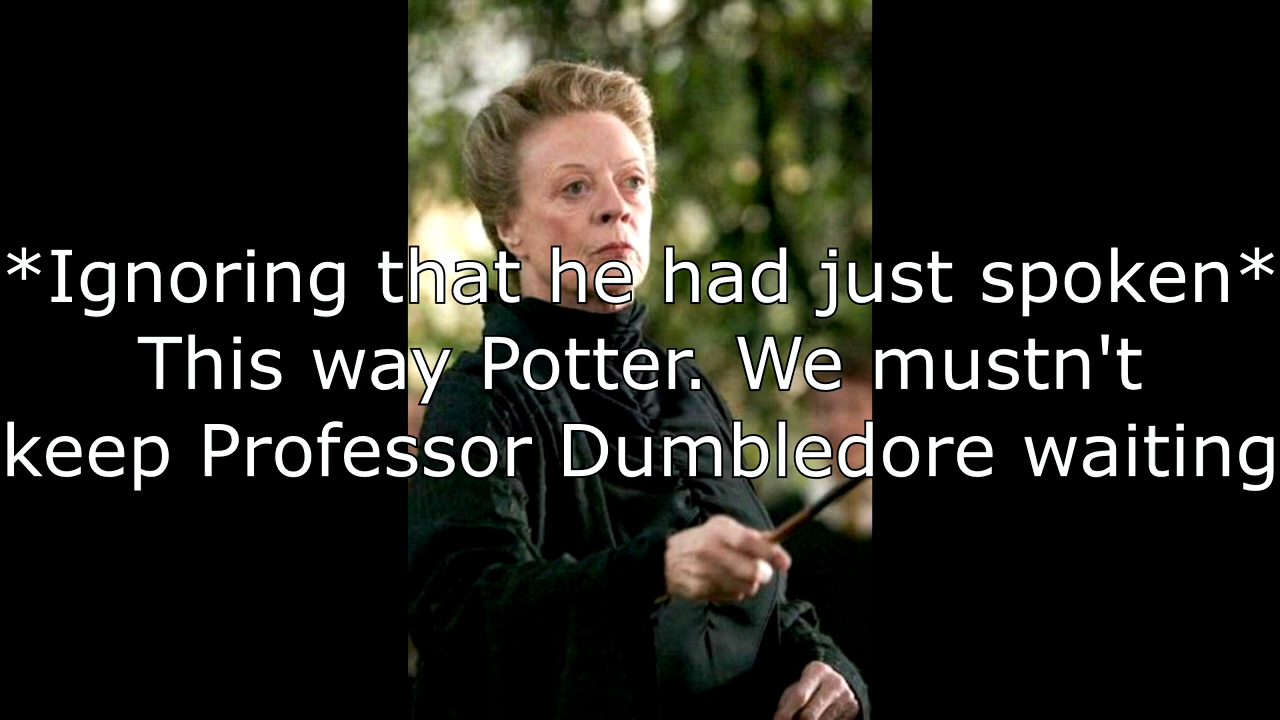 *Ignoring that he had just spoken*
This way Potter. We mustn't
keep Professor Dumbledore waiting